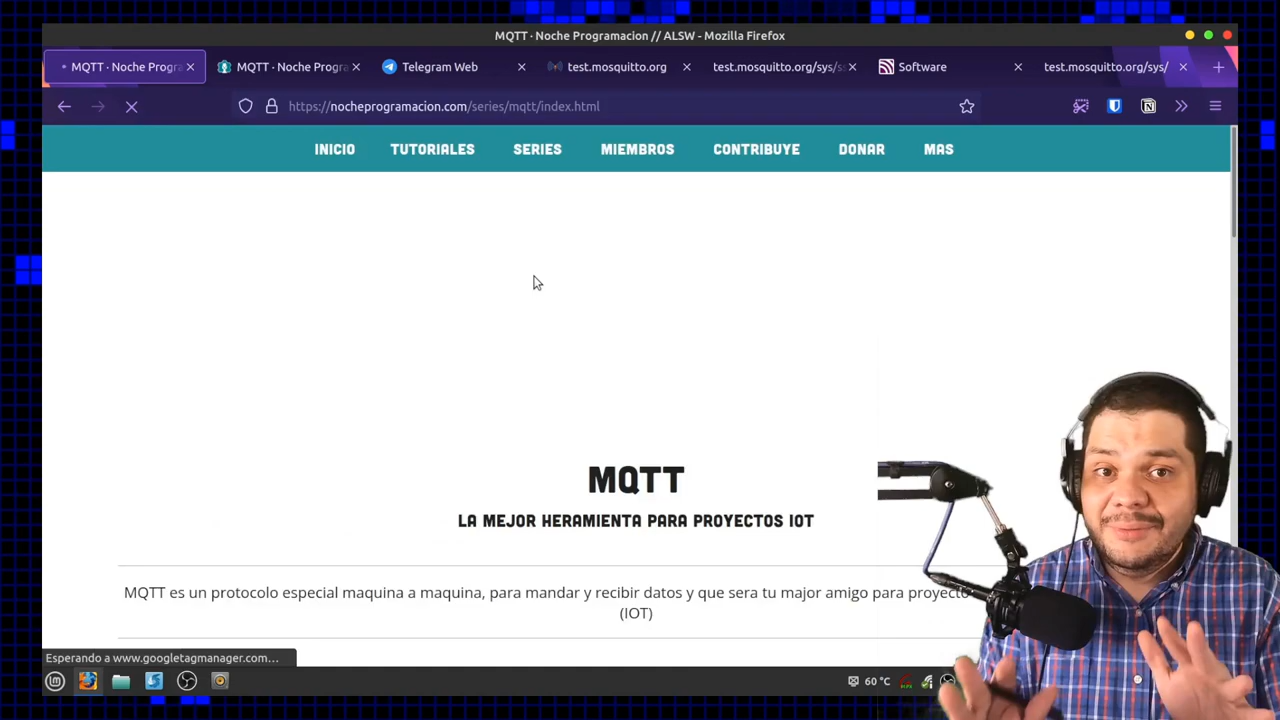 MQTT · Noche Programacion // ALSW - Mozilla Firefox
MQTT · Noche Progra
MQTT · Noche Progra
Telegram Web
test.mosquitto.org
test.mosquitto.org/sys/
Software
test.mosquitto.org/sys/
https://nocheprogramacion.com/series/mqtt/index.html
INICIO
TUTORIALES
SERIES
MIEMBROS
CONTRIBUYE
DONAR
MAS
MQTT
LA MEJOR HERAMIENTA PARA PROYECTOS IOT
MQTT es un protocolo especial maquina a maquina, para mandar y recibir datos y que sera tu major amigo para proyecto
(IOT)
Esperando a www.googletagmanager.com…
60 °C